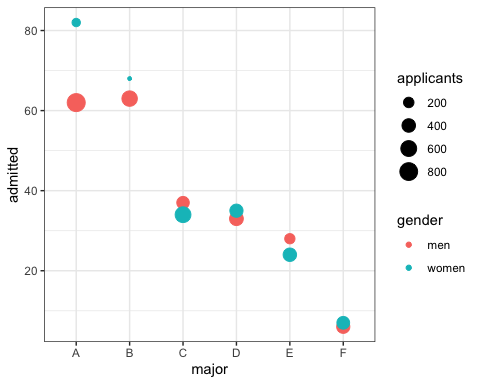 admitted
80
60
40
20
A B C D E F
major
applicants
200
400
600
800
gender
men
women